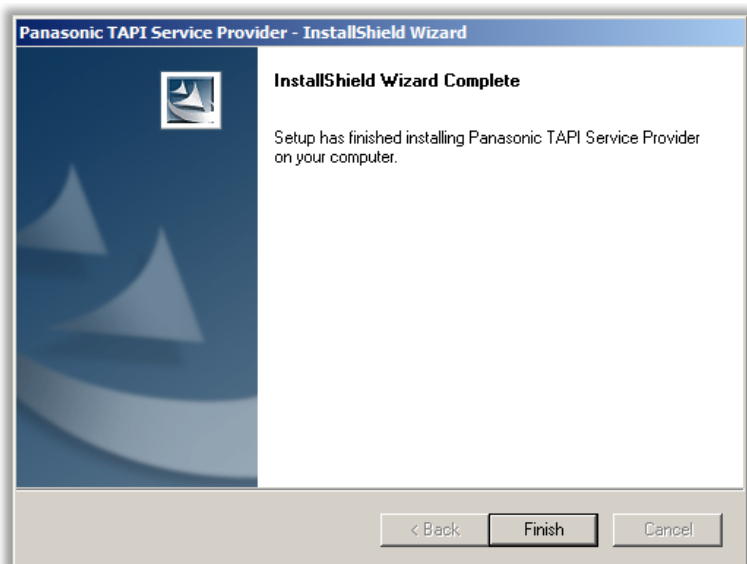 Panasonic TAPI Service Provider - InstallShield Wizard
InstallShield Wizard Complete
Setup has finished installing Panasonic TAPI Service Provider
on your computer.
< Back
Finish
Cancel